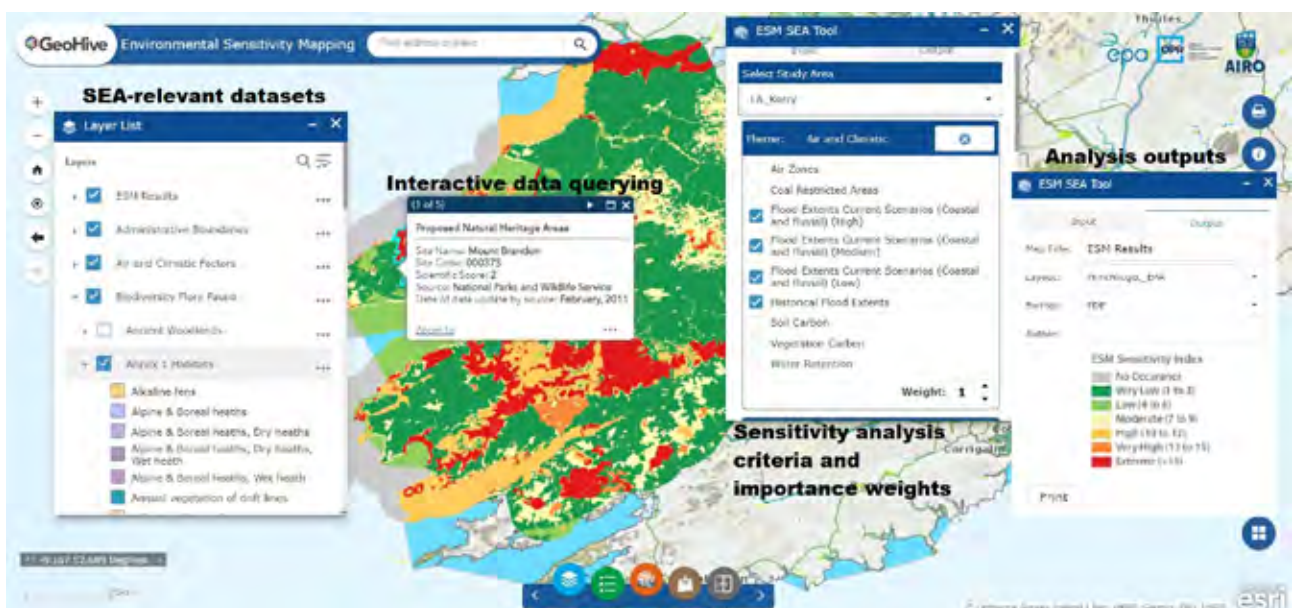 GeoHive
Environmental Sensitivity Mapping
Find address or place
SEA-relevant datasets
Layer List
Layers
ESM Results
Administrative Boundaries
Air and Climatic Factors
Biodiversity Flora Fauna
Ancient Woodlands
Annex 1 Habitats
Alkaline fens
Alpine & Boreal heaths
Alpine & Boreal heaths, Dry heaths
Alpine & Boreal heaths, Dry heaths,
Wet heath
Alpine & Boreal heaths, Wet heath
Annual vegetation of drift lines
Interactive data querying
(1 of 5)
Proposed Natural Heritage Areas
Site Name: Mount Brandon
Site Code: 000375
Scientific Score: 2
Source: National Parks and Wildlife Service
Date of data update by source: February, 2011
Zoom to
ESM SEA Tool
Input
Output
Select Study Area
LA_Kerry
Theme: Air and Climatic
Air Zones
Coal Restricted Areas
Flood Extents Current Scenarios (Coastal
and fluvial) (High)
Flood Extents Current Scenarios (Coastal
and fluvial) (Medium)
Flood Extents Current Scenarios (Coastal
and fluvial) (Low)
Historical Flood Extents
Soil Carbon
Vegetation Carbon
Water Retention
Weight: 1
Sensitivity analysis
criteria and
importance weights
Thurles
epa
OPR
AIRO
Analysis outputs
ESM SEA Tool
Input
Output
Map Title: ESM Results
Layout:
Format: PDF
Author:
ESM Sensitivity Index
No Occurance
Very Low (1 to 3)
Low (4 to 6)
Moderate (7 to 9)
High (10 to 12)
Very High (13 to 15)
Extreme (>15)
Print
Degrees
esri